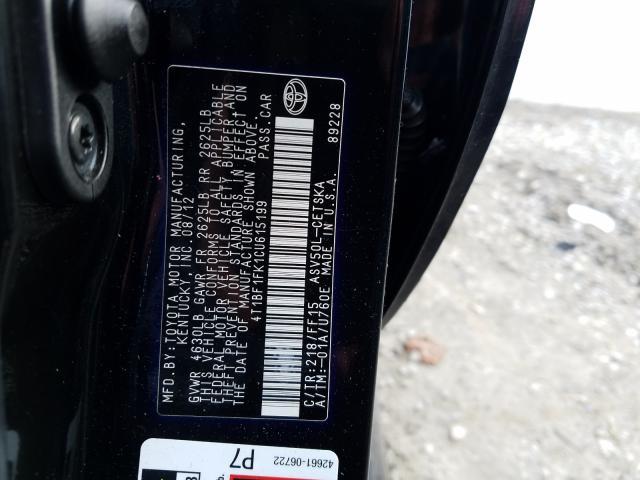 MFD. BY: TOYOTA MOTOR MANUFACTURING,
KENTUCKY, INC. 08/12
GVWR 4630LB GAWR FR 2625LB RR 2625LB
THIS VEHICLE CONFORMS TO ALL APPLICABLE
FEDERAL MOTOR VEHICLE SAFETY, BUMPER, AND
THEFT PREVENTION STANDARDS IN EFFECT ON
THE DATE OF MANUFACTURE SHOWN ABOVE.
4T1BF1FK1CU615199 PASS. CAR
C/TR: 218/FF15 ASV50L-CETSKA
A/TM: -01A/U760E MADE IN U.S.A. 89228
42661-06722
P7